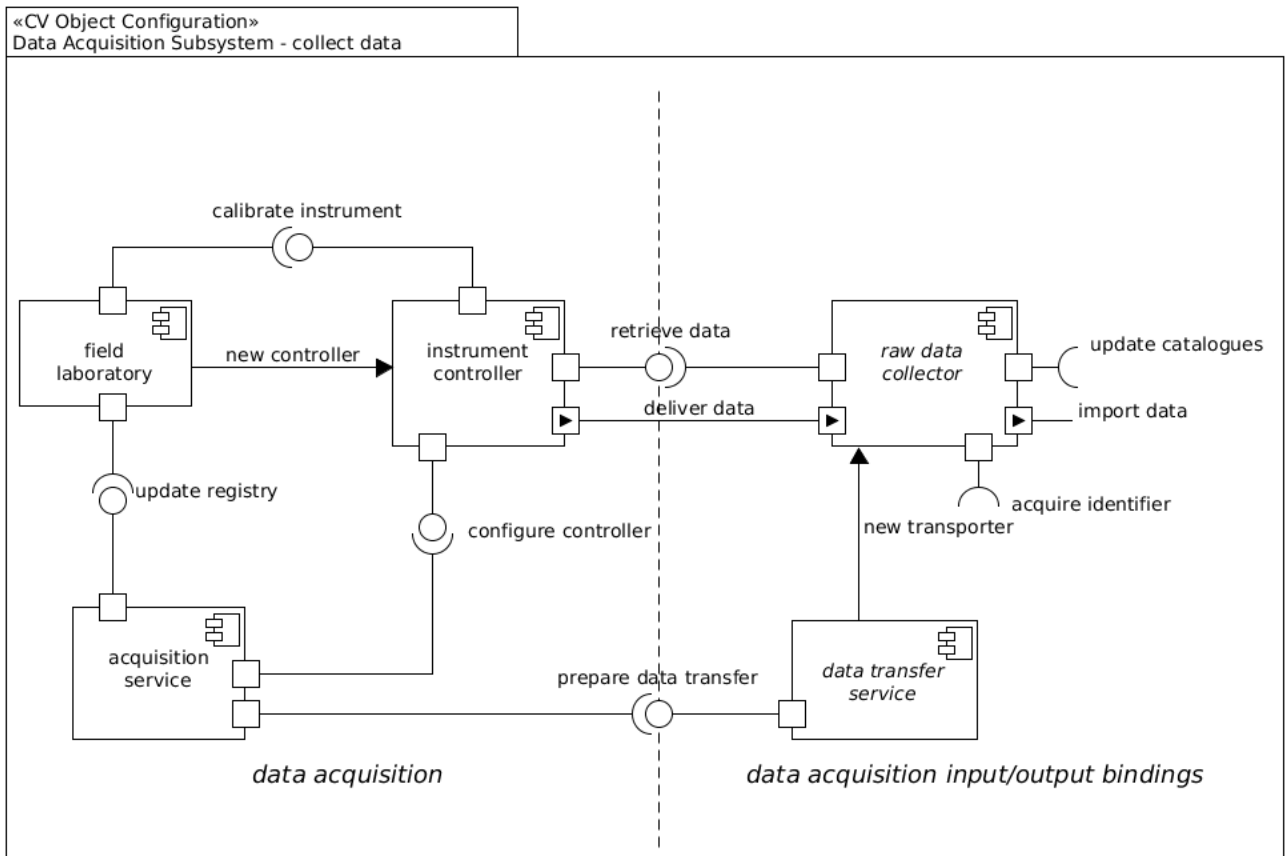 «CV Object Configuration»
Data Acquisition Subsystem - collect data
calibrate instrument
field
laboratory
new controller
instrument
controller
retrieve data
deliver data
raw data
collector
update catalogues
import data
acquire identifier
new transporter
update registry
configure controller
acquisition
service
prepare data transfer
data transfer
service
data acquisition
data acquisition input/output bindings